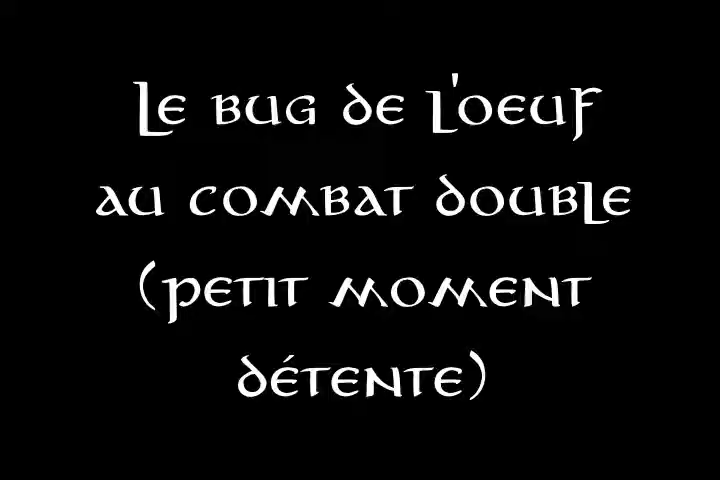 Le bug de l'oeuf
au combat double
(petit moment
détente)